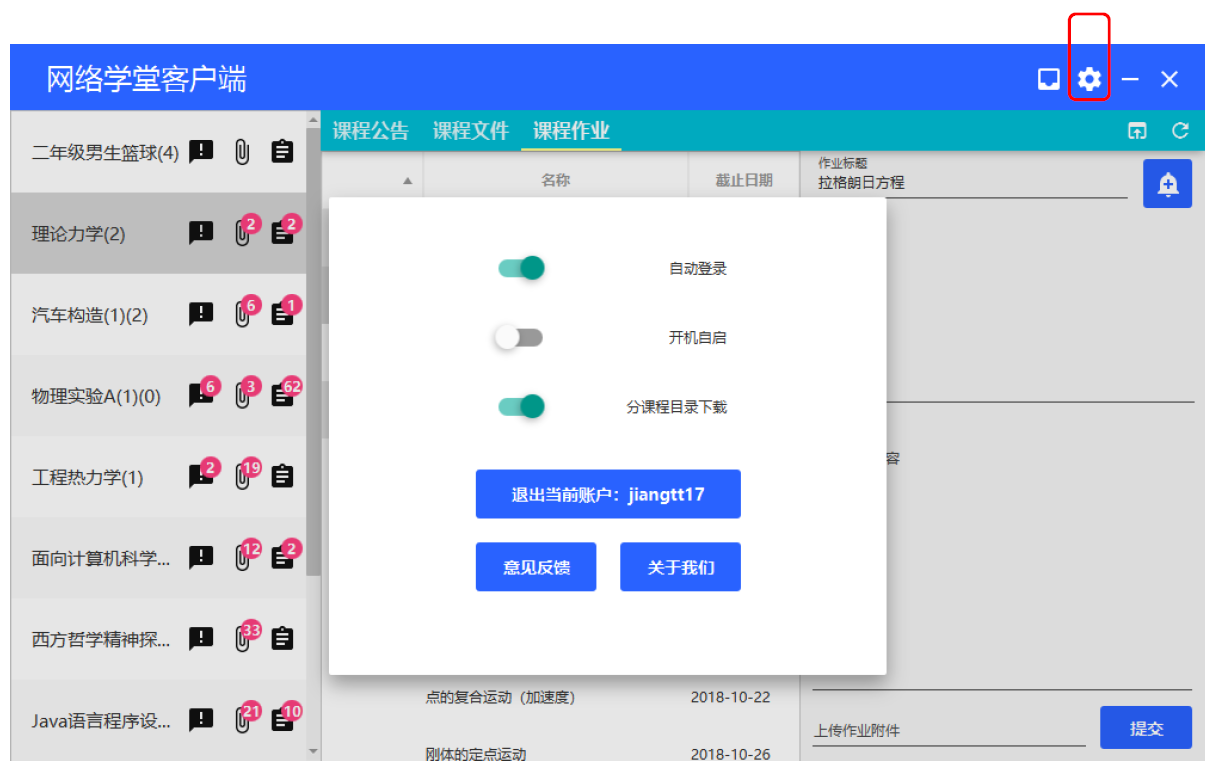 网络学堂客户端
课程公告 课程文件 课程作业
二年级男生篮球(4)
名称 截止日期
作业标题
拉格朗日方程
理论力学(2) 2 2
自动登录
汽车构造(1)(2) 6 1
开机自启
物理实验A(1)(0) 6 3 62
分课程目录下载
容
工程热力学(1) 2 19
退出当前账户：jiangtt17
面向计算机科学... 12 2
意见反馈 关于我们
西方哲学精神探... 33
点的复合运动（加速度） 2018-10-22
Java语言程序设... 21 10
上传作业附件 提交
刚体的定点运动 2018-10-26